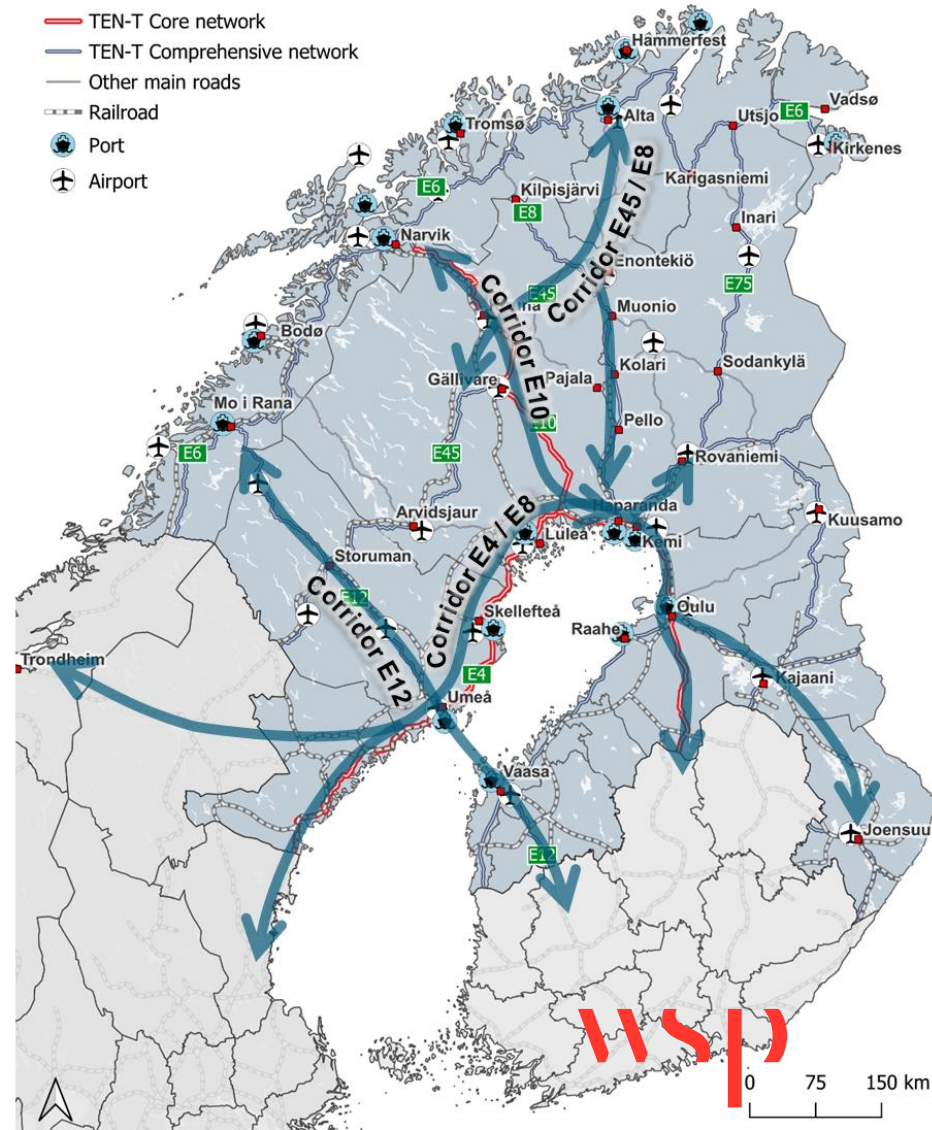 TEN-T Core network
TEN-T Comprehensive network
Other main roads
Railroad
Port
Airport
Hammerfest
Alta
Utsjo
E6
Vadsø
Kirkenes
Tromsø
E6
Kilpisjärvi
E8
Karigasniemi
Inari
Narvik
Enontekiö
E75
E45
Corridor E45 / E8
Muonio
Bodø
Corridor E10
Kolari
Sodankylä
Gällivare
Pajala
Mo i Rana
E10
Pello
E6
E45
Rovaniemi
Arvidsjaur
Haparanda
Kuusamo
Storuman
Luleå
Kemi
Corridor E4 / E8
E12
Corridor E12
Skellefteå
Oulu
Raahe
Trondheim
E4
Kajaani
Umeå
Vaasa
Joensuu
E12
wsp
0 75 150 km